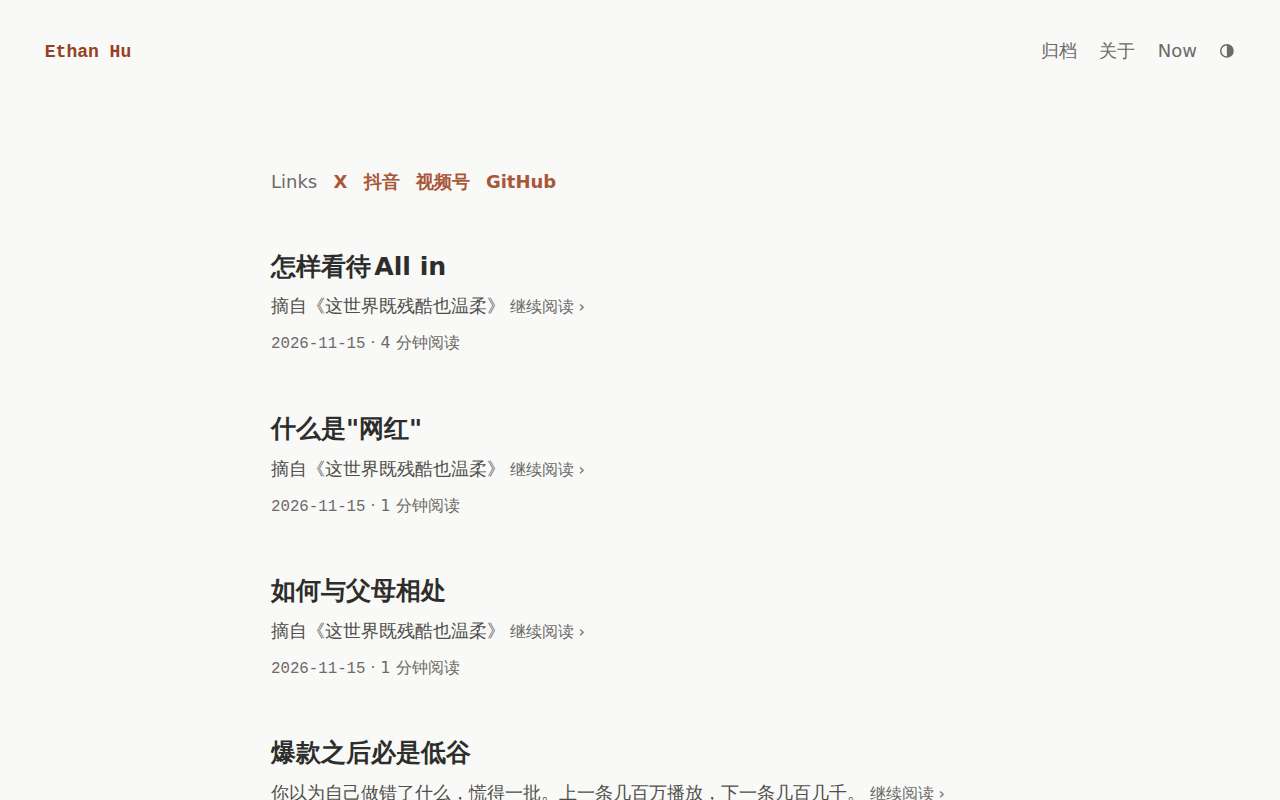 Ethan Hu
归档 关于 Now
Links X 抖音 视频号 GitHub
怎样看待 All in
摘自《这世界既残酷也温柔》 继续阅读 ›
2026-11-15 · 4 分钟阅读
什么是"网红"
摘自《这世界既残酷也温柔》 继续阅读 ›
2026-11-15 · 1 分钟阅读
如何与父母相处
摘自《这世界既残酷也温柔》 继续阅读 ›
2026-11-15 · 1 分钟阅读
爆款之后必是低谷
你以为自己做错了什么，慌得一批。上一条几百万播放，下一条几百几千。 继续阅读 ›